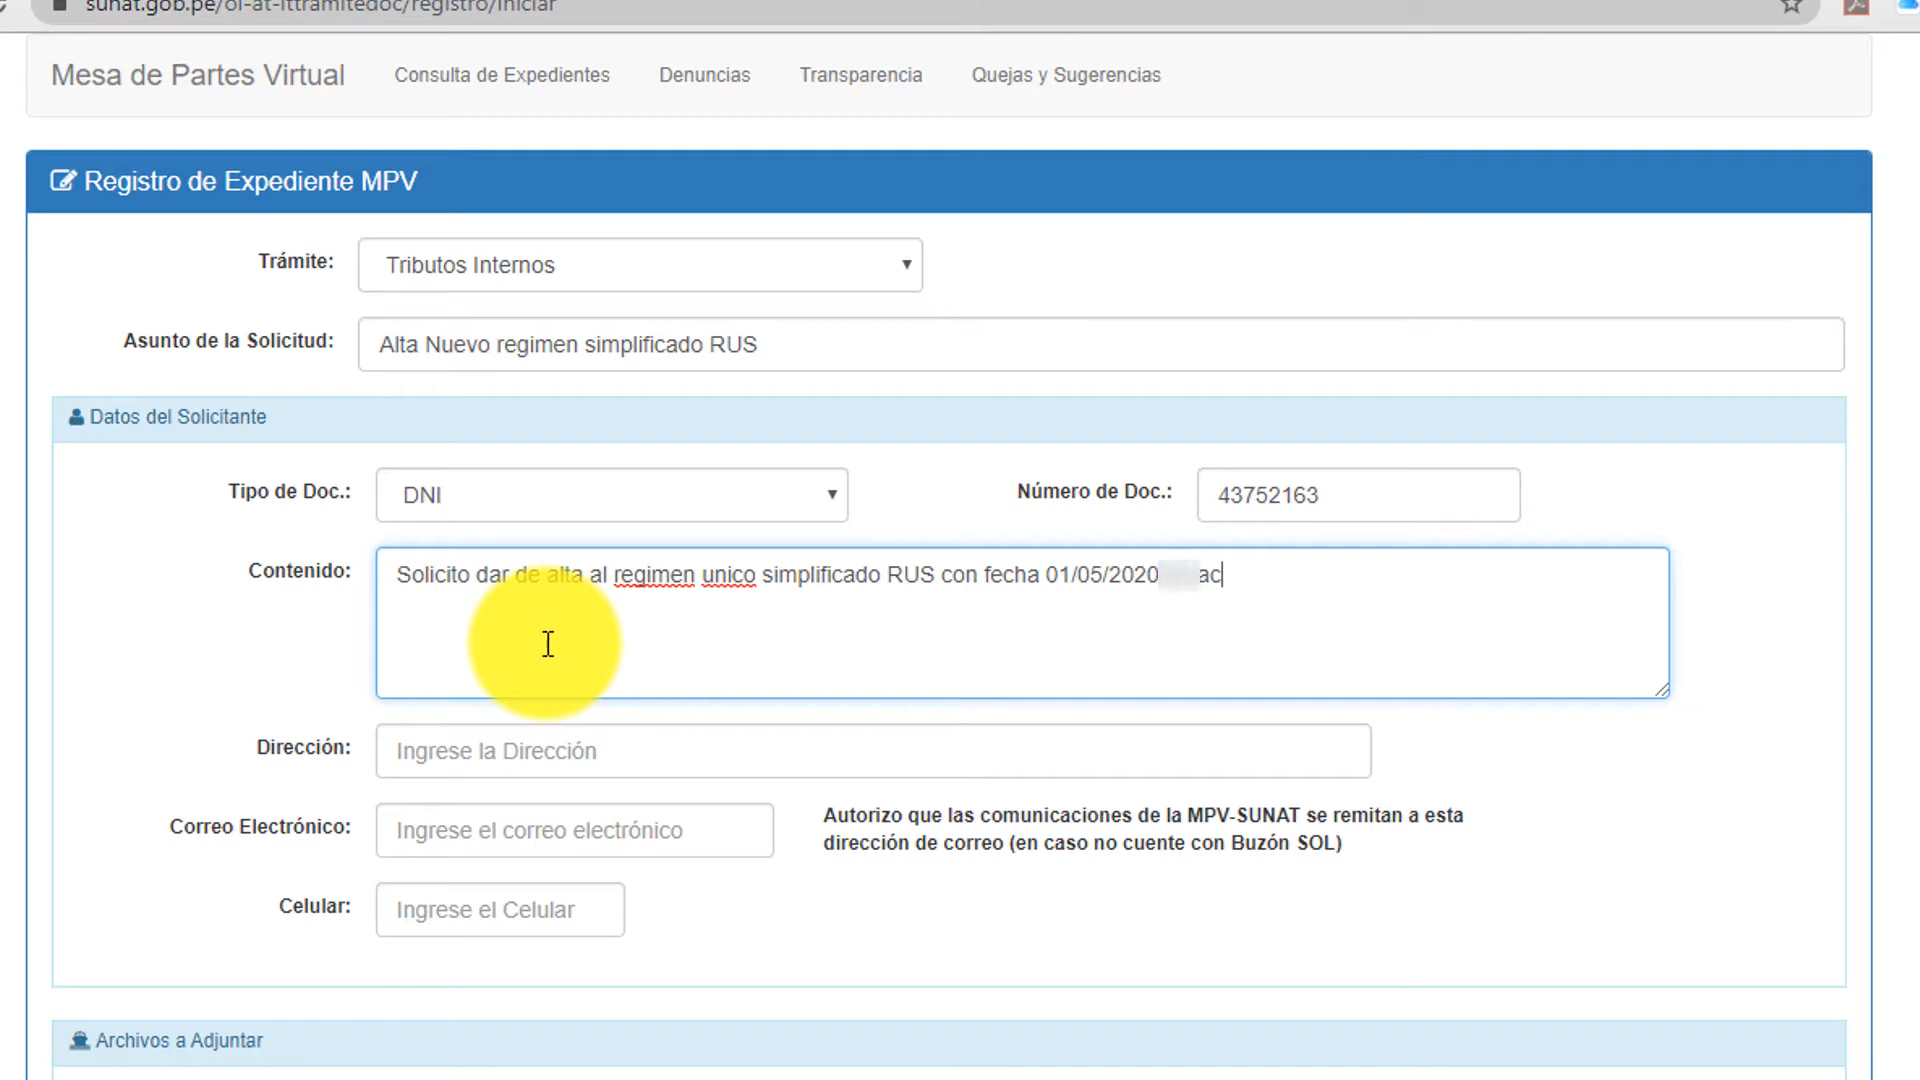 sunat.gob.pe/ol-at-ittramitedoc/registro/iniciar
Mesa de Partes Virtual Consulta de Expedientes Denuncias Transparencia Quejas y Sugerencias
Registro de Expediente MPV
Trámite: Tributos Internos
Asunto de la Solicitud: Alta Nuevo regimen simplificado RUS
Datos del Solicitante
Tipo de Doc.: DNI Número de Doc.: 43752163
Contenido: Solicito dar de alta al regimen unico simplificado RUS con fecha 01/05/2020 ac
Dirección: Ingrese la Dirección
Correo Electrónico: Ingrese el correo electrónico Autorizo que las comunicaciones de la MPV-SUNAT se remitan a esta
dirección de correo (en caso no cuente con Buzón SOL)
Celular: Ingrese el Celular
Archivos a Adjuntar